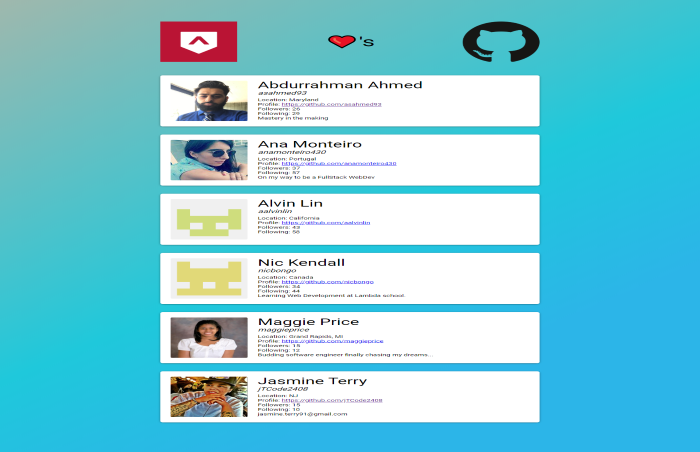 's
Abdurrahman Ahmed
asahmed93
Location: Maryland
Profile: https://github.com/asahmed93
Followers: 26
Following: 29
Mastery in the making
Ana Monteiro
anamonteiro430
Location: Portugal
Profile: https://github.com/anamonteiro430
Followers: 37
Following: 57
On my way to be a FullStack WebDev
Alvin Lin
aalvinlin
Location: California
Profile: https://github.com/aalvinlin
Followers: 43
Following: 56
Nic Kendall
nicbongo
Location: Canada
Profile: https://github.com/nicbongo
Followers: 34
Following: 44
Learning Web Development at Lambda school
Maggie Price
maggieprice
Location: Grand Rapids, MI
Profile: https://github.com/maggieprice
Followers: 15
Following: 12
Budding software engineer finally chasing my dreams...
Jasmine Terry
jTCode2408
Location: NJ
Profile: https://github.com/jTCode2408
Followers: 15
Following: 10
jasmine.terry91@gmail.com